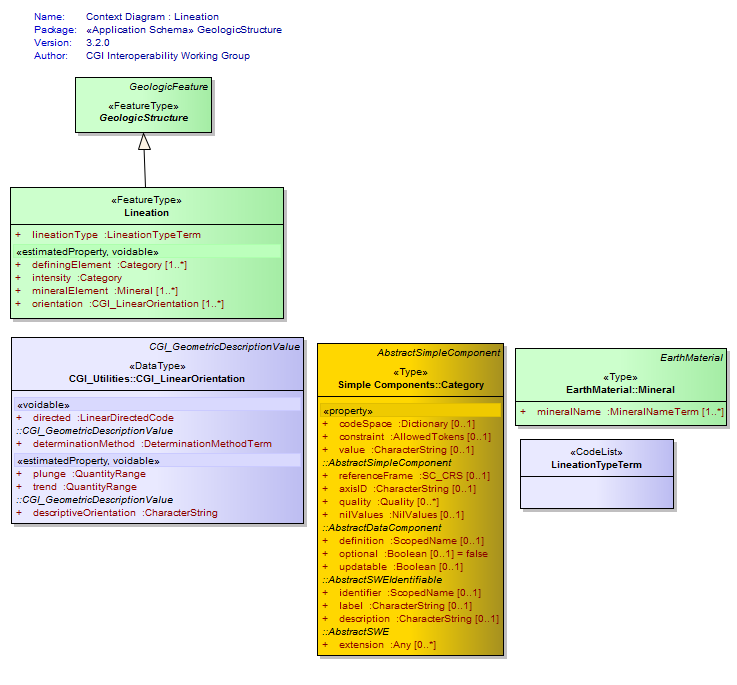 Name: Context Diagram : Lineation
Package: «Application Schema» GeologicStructure
Version: 3.2.0
Author: CGI Interoperability Working Group
GeologicFeature
«FeatureType»
GeologicStructure
«FeatureType»
Lineation
+ lineationType :LineationTypeTerm
«estimatedProperty, voidable»
+ definingElement :Category [1..*]
+ intensity :Category
+ mineralElement :Mineral [1..*]
+ orientation :CGI_LinearOrientation [1..*]
CGI_GeometricDescriptionValue
«DataType»
CGI_Utilities::CGI_LinearOrientation
«voidable»
+ directed :LinearDirectedCode
::CGI_GeometricDescriptionValue
+ determinationMethod :DeterminationMethodTerm
«estimatedProperty, voidable»
+ plunge :QuantityRange
+ trend :QuantityRange
::CGI_GeometricDescriptionValue
+ descriptiveOrientation :CharacterString
AbstractSimpleComponent
«Type»
Simple Components::Category
«property»
+ codeSpace :Dictionary [0..1]
+ constraint :AllowedTokens [0..1]
+ value :CharacterString [0..1]
::AbstractSimpleComponent
+ referenceFrame :SC_CRS [0..1]
+ axisID :CharacterString [0..1]
+ quality :Quality [0..*]
+ nilValues :NilValues [0..1]
::AbstractDataComponent
+ definition :ScopedName [0..1]
+ optional :Boolean [0..1] = false
+ updatable :Boolean [0..1]
::AbstractSWEIdentifiable
+ identifier :ScopedName [0..1]
+ label :CharacterString [0..1]
+ description :CharacterString [0..1]
::AbstractSWE
+ extension :Any [0..*]
EarthMaterial
«Type»
EarthMaterial::Mineral
+ mineralName :MineralNameTerm [1..*]
«CodeList»
LineationTypeTerm